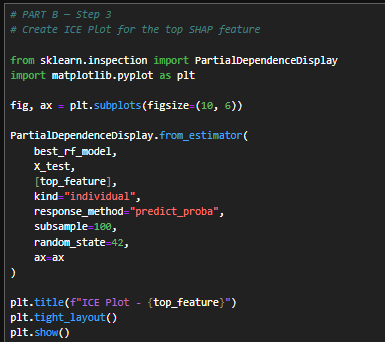 # PART B — Step 3
# Create ICE Plot for the top SHAP feature
from sklearn.inspection import PartialDependenceDisplay
import matplotlib.pyplot as plt
fig, ax = plt.subplots(figsize=(10, 6))
PartialDependenceDisplay.from_estimator(
    best_rf_model,
    X_test,
    [top_feature],
    kind="individual",
    response_method="predict_proba",
    subsample=100,
    random_state=42,
    ax=ax
)
plt.title(f"ICE Plot - {top_feature}")
plt.tight_layout()
plt.show()